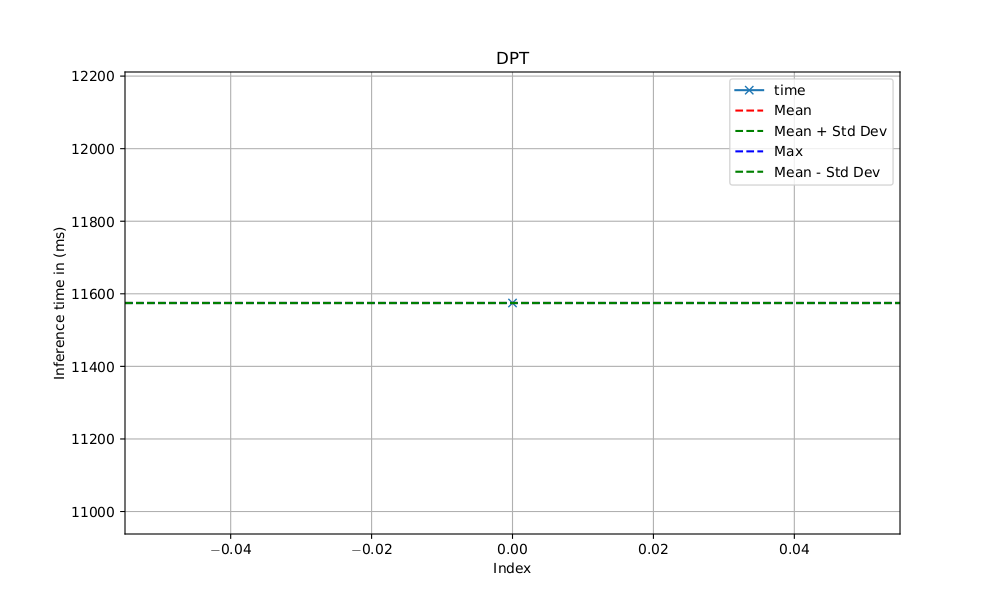 DPT
12200
12000
11800
11600
11400
11200
11000
Inference time in (ms)
time
Mean
Mean + Std Dev
Max
Mean - Std Dev
−0.04
−0.02
0.00
0.02
0.04
Index